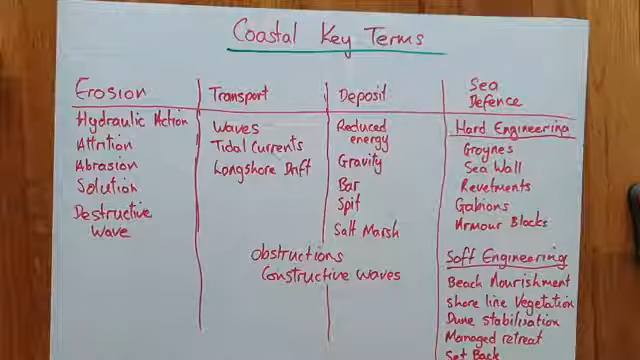 Coastal Key Terms
Erosion
Hydraulic Action
Attrition
Abrasion
Solution
Destructive
Wave
Transport
Waves
Tidal Currents
Longshore Drift
Deposit
Reduced
energy
Gravity
Bar
Spit
Salt Marsh
Obstructions
Constructive Waves
Sea
Defence
Hard Engineering
Groynes
Sea Wall
Revetments
Gabions
Armour Blocks
Soft Engineering
Beach Nourishment
Shore line Vegetation
Dune stabilisation
Managed retreat
Set Back